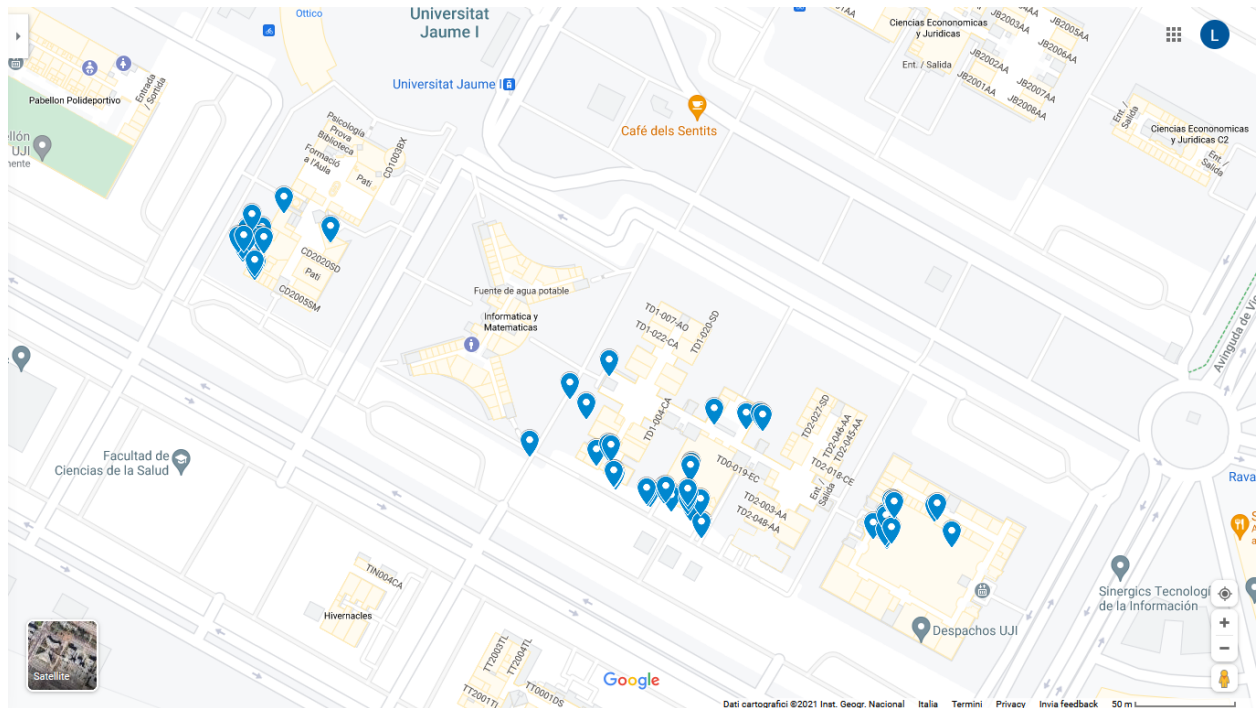 Ottico
Universitat
Jaume I
Universitat Jaume I
Café dels Sentits
Ciencias Econonomicas
y Juridicas
Ent. / Salida
JB2003AA
JB2005AA
JB2002AA
JB2006AA
JB2001AA
JB2007AA
JB2008AA
L
Ent. /
Salida
Ciencias Econonomicas
y Juridicas C2
Ent. /
Salida
Pabellon Polideportivo
Entrada
/ Sortida
UJI
Psicologia
Prova
Biblioteca
Formació
a l'Aula
Pati
CD1003BX
CD2020SD
Pati
CD2005SM
Fuente de agua potable
Informatica y
Matematicas
TD1-007-AO
TD1-022-CA
TD1-020-SD
TD1-004-CA
TD2-027-SD
TD2-046-AA
TD2-045-AA
TD0-019-EC
TD2-018-CE
Ent. /
Salida
TD2-003-AA
TD2-048-AA
Facultad de
Ciencias de la Salud
TIN004CA
Hivernacles
TT2003TL
TT2004TL
TT2001TL
TT0001DS
Despachos UJI
Sinergics Tecnologi
de la Información
Avinguda de Vi
Rava
Satellite
Google
Dati cartografici ©2021 Inst. Geogr. Nacional Italia Termini Privacy Invia feedback 50 m